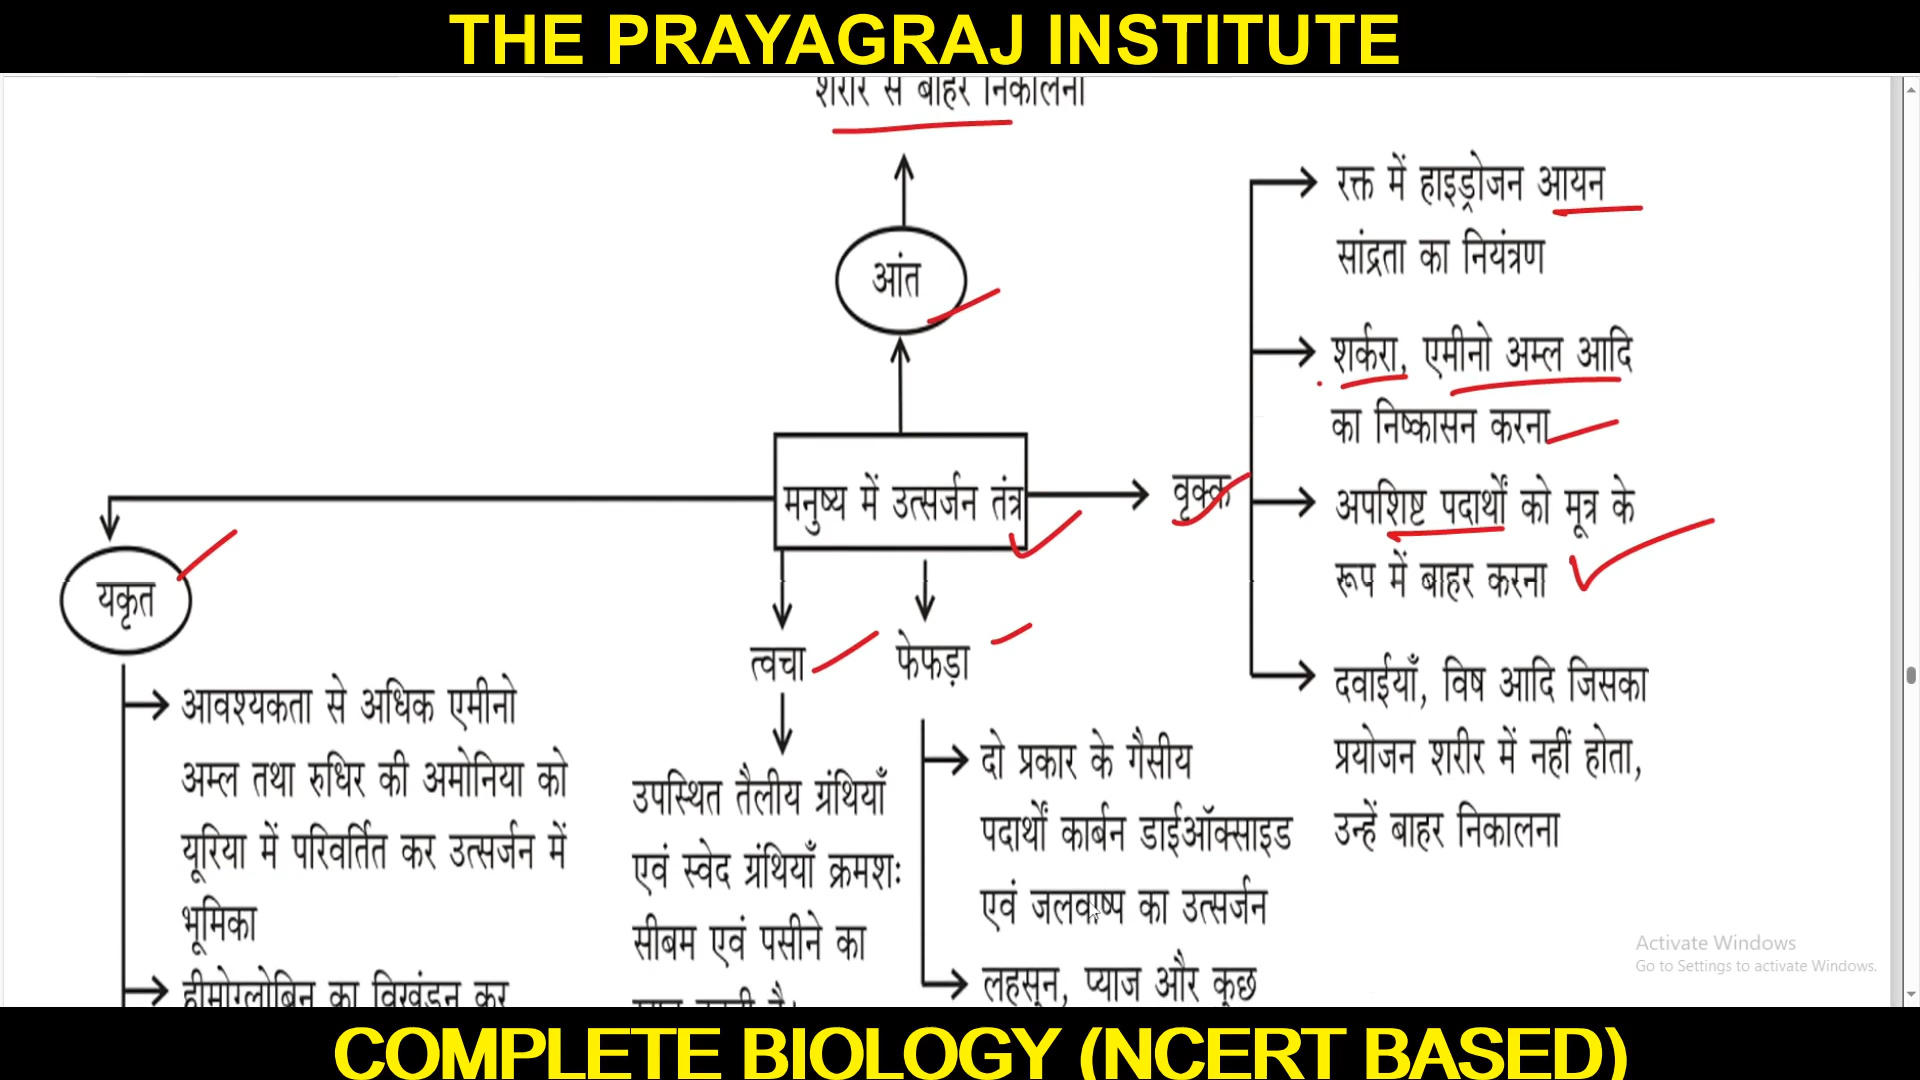 THE PRAYAGRAJ INSTITUTE
शरीर से बाहर निकालना
आंत
मनुष्य में उत्सर्जन तंत्र
वृक्क
रक्त में हाइड्रोजन आयन
सांद्रता का नियंत्रण
शर्करा, एमीनो अम्ल आदि
का निष्कासन करना
अपशिष्ट पदार्थों को मूत्र के
रूप में बाहर करना
दवाईयाँ, विष आदि जिसका
प्रयोजन शरीर में नहीं होता,
उन्हें बाहर निकालना
यकृत
आवश्यकता से अधिक एमीनो
अम्ल तथा रुधिर की अमोनिया को
यूरिया में परिवर्तित कर उत्सर्जन में
भूमिका
हीमोग्लोबिन का विखंडन कर
त्वचा
उपस्थित तैलीय ग्रंथियाँ
एवं स्वेद ग्रंथियाँ क्रमशः
सीबम एवं पसीने का
फेफड़ा
दो प्रकार के गैसीय
पदार्थों कार्बन डाईऑक्साइड
एवं जलवाष्प का उत्सर्जन
लहसुन, प्याज और कुछ
Activate Windows
Go to Settings to activate Windows.
COMPLETE BIOLOGY (NCERT BASED)